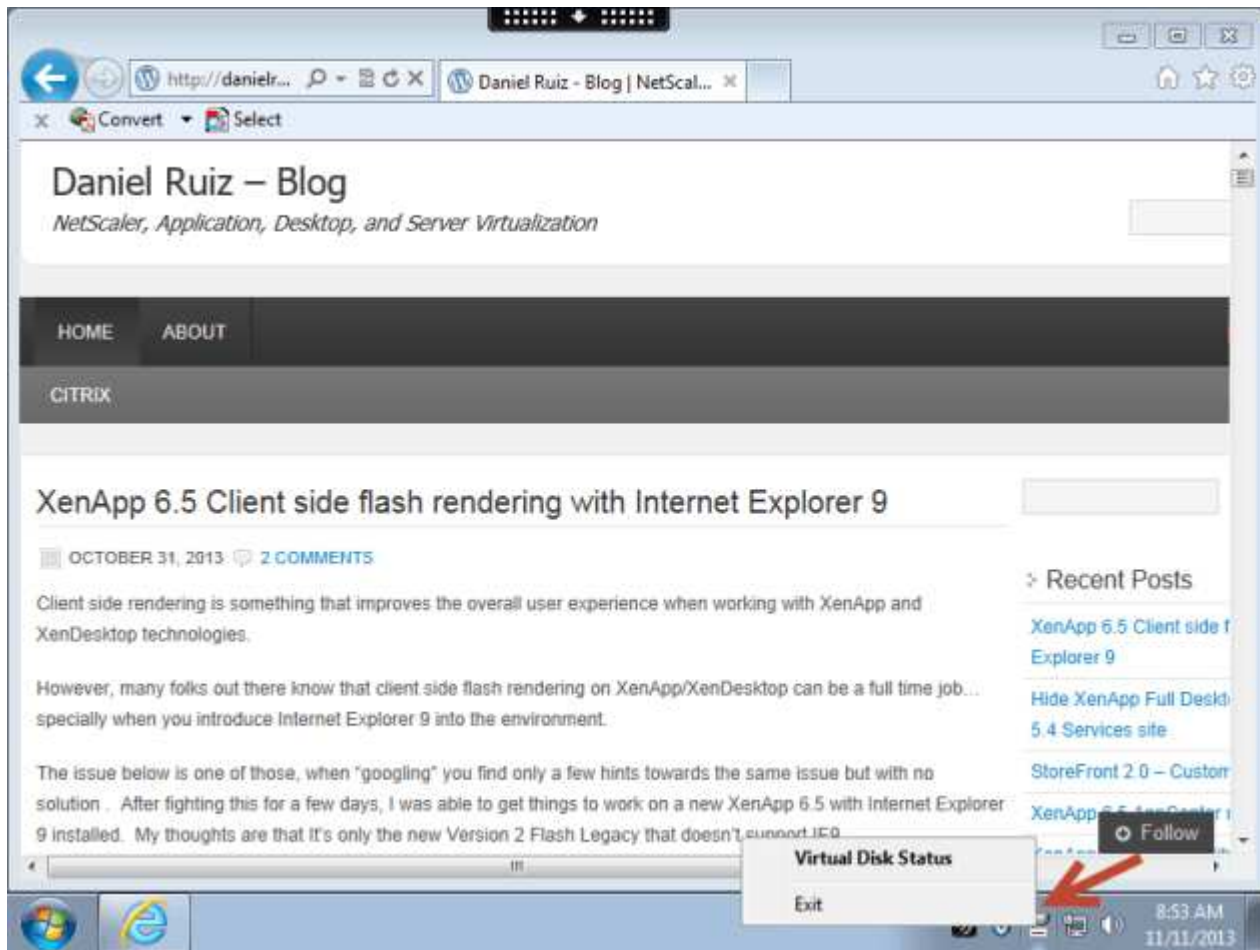 http://danielr...
Daniel Ruiz - Blog | NetScal...
Convert
Select
Daniel Ruiz – Blog
NetScaler, Application, Desktop, and Server Virtualization
HOME
ABOUT
CITRIX
XenApp 6.5 Client side flash rendering with Internet Explorer 9
OCTOBER 31, 2013
2 COMMENTS
Client side rendering is something that improves the overall user experience when working with XenApp and
XenDesktop technologies.
However, many folks out there know that client side flash rendering on XenApp/XenDesktop can be a full time job…
specially when you introduce Internet Explorer 9 into the environment.
The issue below is one of those, when "googling" you find only a few hints towards the same issue but with no
solution . After fighting this for a few days, I was able to get things to work on a new XenApp 6.5 with Internet Explorer
9 installed. My thoughts are that It's only the new Version 2 Flash Legacy that doesn't support IE9
Recent Posts
XenApp 6.5 Client side f
Explorer 9
Hide XenApp Full Deskt
5.4 Services site
StoreFront 2.0 – Custom
XenApp 6.5 AppCenter
Follow
Virtual Disk Status
Exit
8:53 AM
11/11/2013